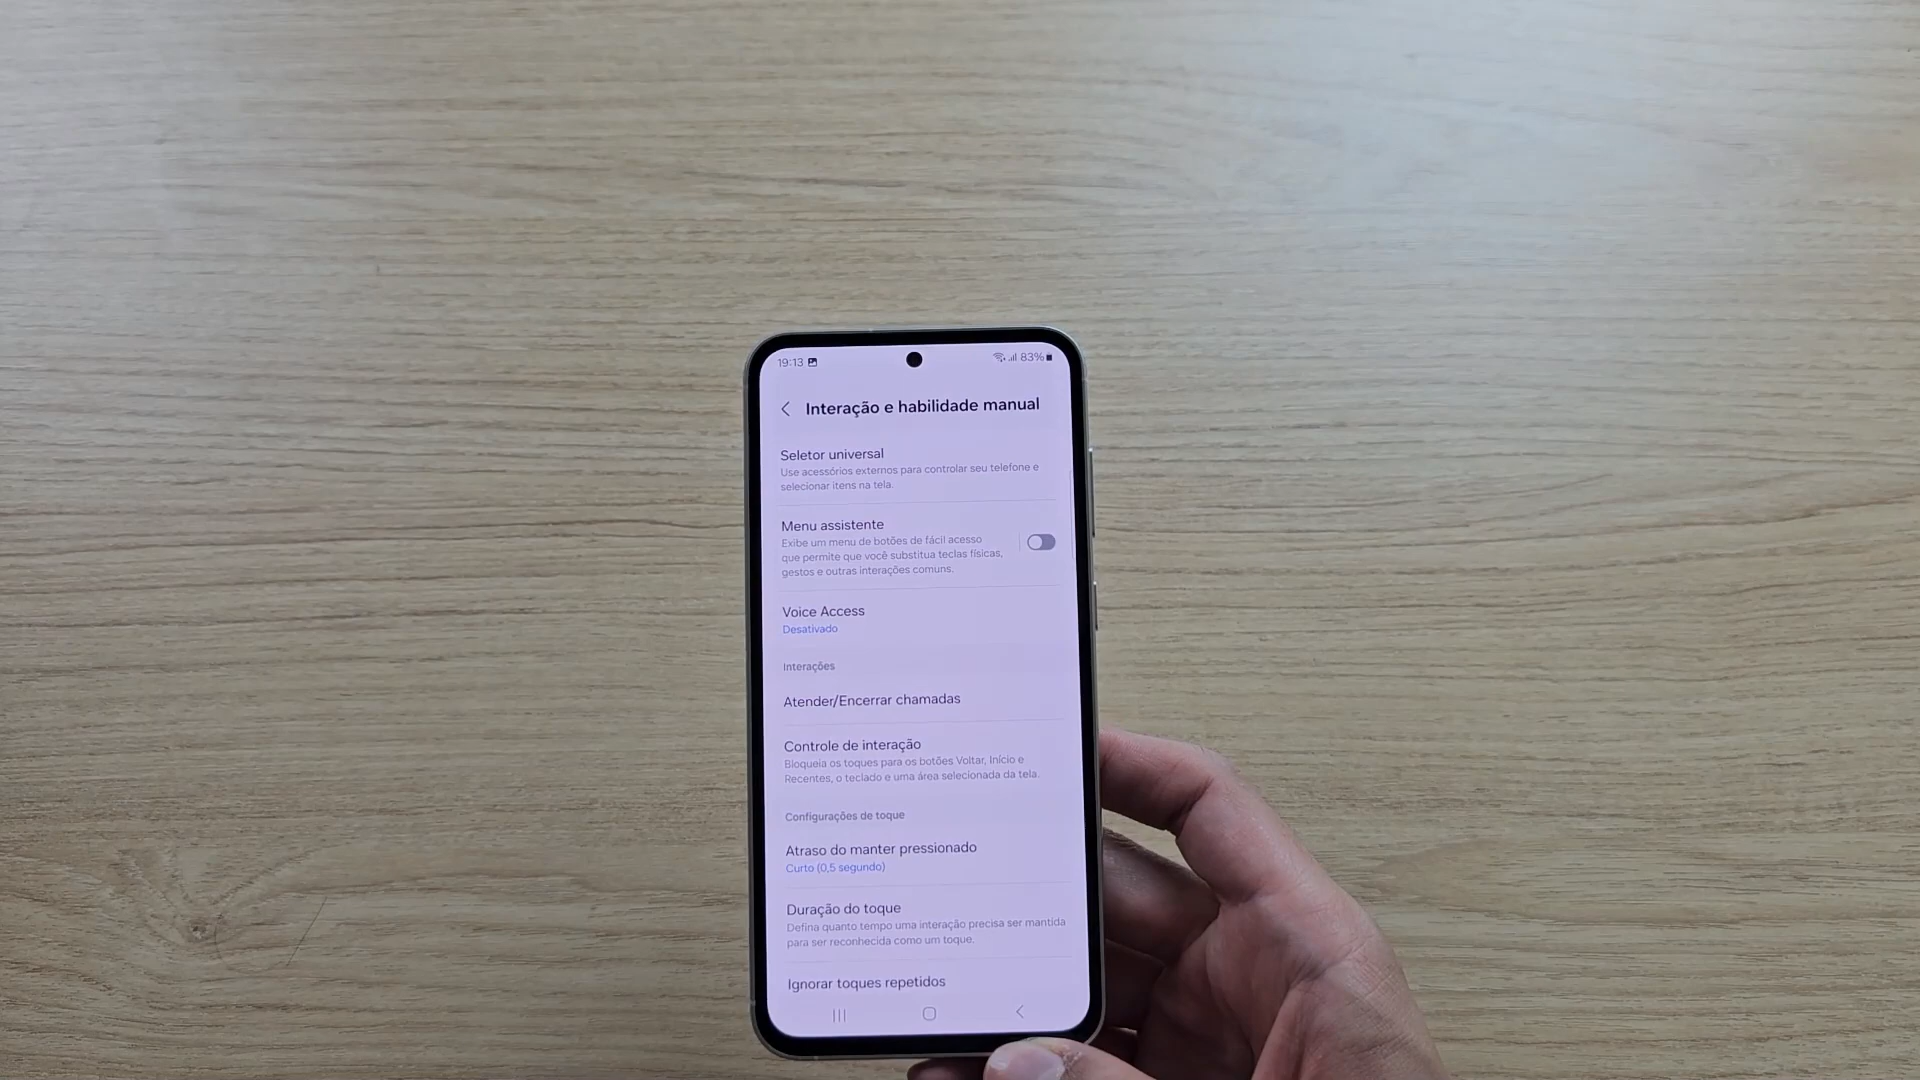 19:13
83%
Interação e habilidade manual
Seletor universal
Use acessórios externos para controlar seu telefone e
selecionar itens na tela.
Menu assistente
Exibe um menu de botões de fácil acesso
que permite que você substitua teclas físicas,
gestos e outras interações comuns.
Voice Access
Desativado
Interações
Atender/Encerrar chamadas
Controle de interação
Bloqueia os toques para os botões Voltar, Início e
Recentes, o teclado e uma área selecionada da tela.
Configurações de toque
Atraso do manter pressionado
Curto (0,5 segundo)
Duração do toque
Defina quanto tempo uma interação precisa ser mantida
para ser reconhecida como um toque.
Ignorar toques repetidos